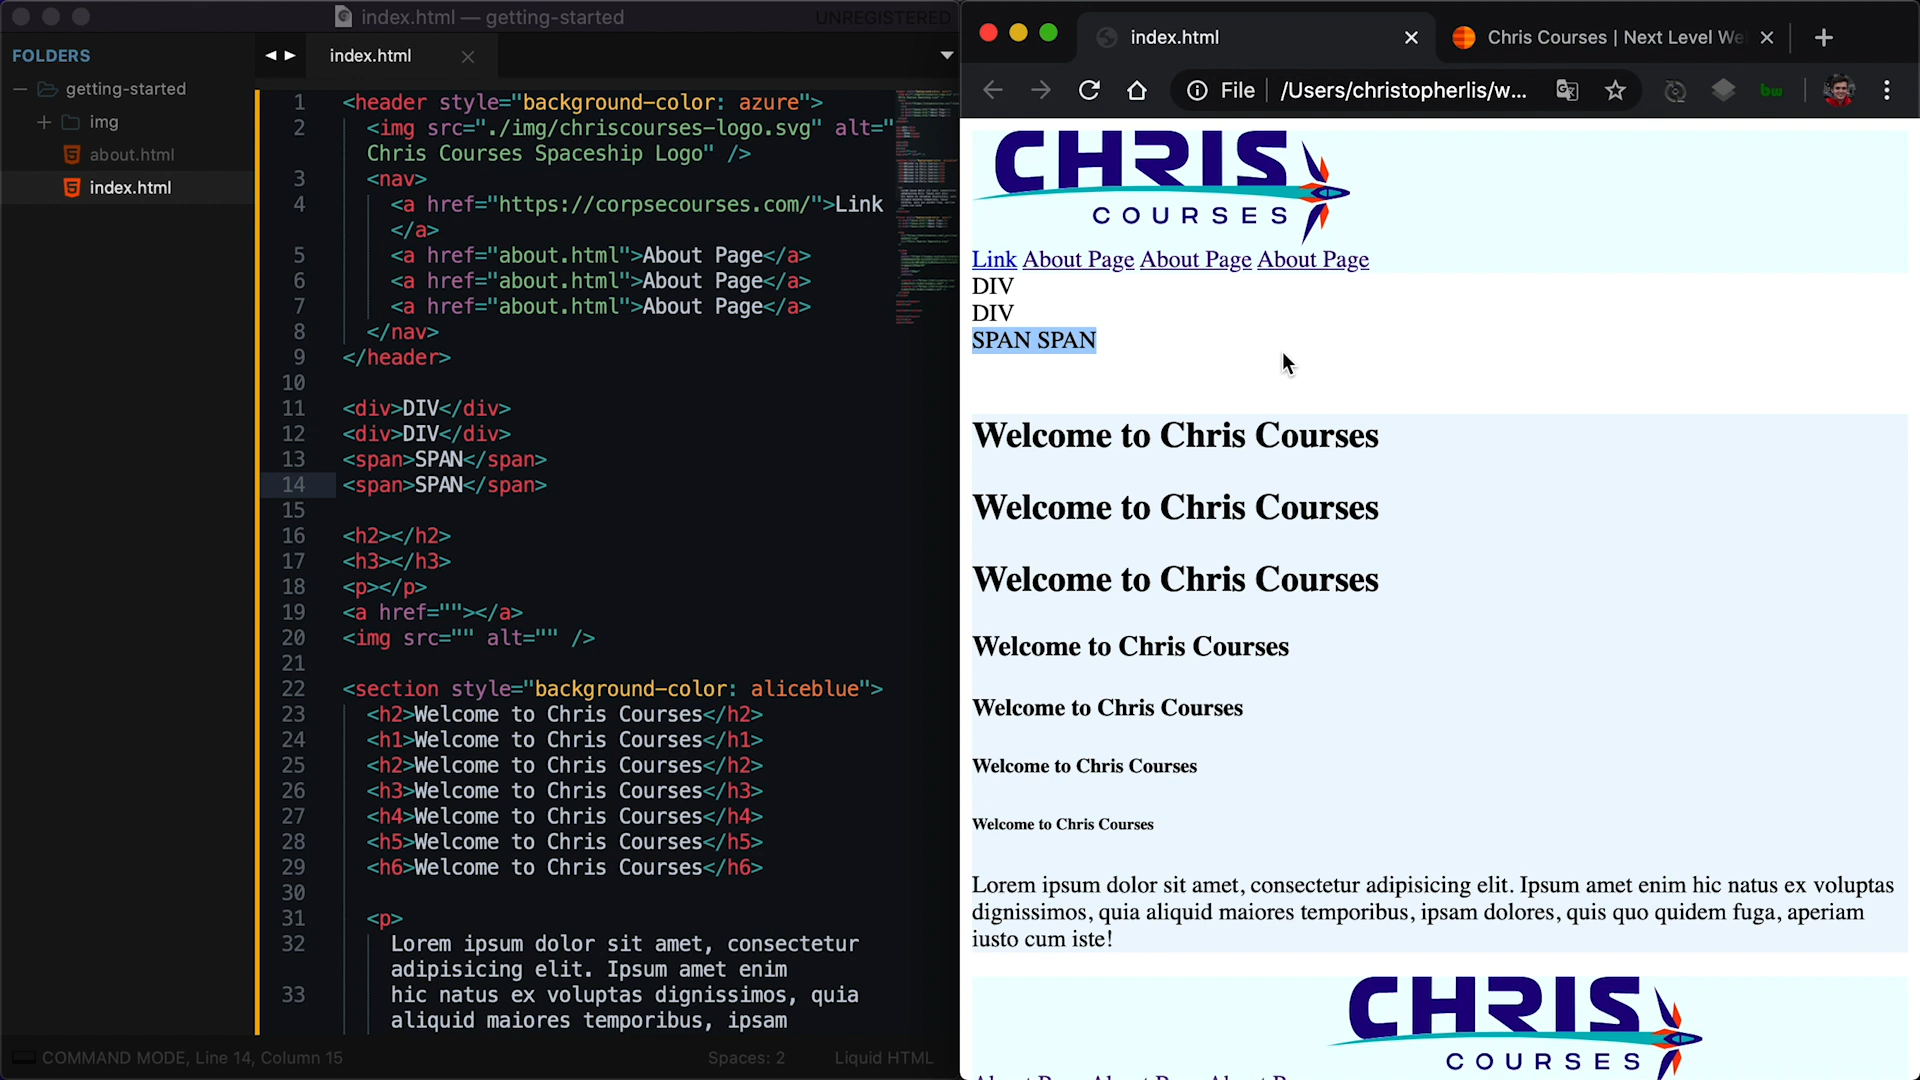 index.html — getting-started
UNREGISTERED
FOLDERS
getting-started
img
about.html
index.html
index.html
1 <header style="background-color: azure">
2 <img src="./img/chriscourses-logo.svg" alt="
Chris Courses Spaceship Logo" />
3 <nav>
4 <a href="https://corpsecourses.com/">Link
</a>
5 <a href="about.html">About Page</a>
6 <a href="about.html">About Page</a>
7 <a href="about.html">About Page</a>
8 </nav>
9 </header>
10
11 <div>DIV</div>
12 <div>DIV</div>
13 <span>SPAN</span>
14 <span>SPAN</span>
15
16 <h2></h2>
17 <h3></h3>
18 <p></p>
19 <a href=""></a>
20 <img src="" alt="" />
21
22 <section style="background-color: aliceblue">
23 <h2>Welcome to Chris Courses</h2>
24 <h1>Welcome to Chris Courses</h1>
25 <h2>Welcome to Chris Courses</h2>
26 <h3>Welcome to Chris Courses</h3>
27 <h4>Welcome to Chris Courses</h4>
28 <h5>Welcome to Chris Courses</h5>
29 <h6>Welcome to Chris Courses</h6>
30
31 <p>
32 Lorem ipsum dolor sit amet, consectetur
adipisicing elit. Ipsum amet enim
33 hic natus ex voluptas dignissimos, quia
aliquid maiores temporibus, ipsam
COMMAND MODE, Line 14, Column 15
Spaces: 2
Liquid HTML
index.html
Chris Courses | Next Level We
File
/Users/christopherlis/w...
bw
CHRIS
COURSES
Link About Page About Page About Page
DIV
DIV
SPAN SPAN
Welcome to Chris Courses
Welcome to Chris Courses
Welcome to Chris Courses
Welcome to Chris Courses
Welcome to Chris Courses
Welcome to Chris Courses
Welcome to Chris Courses
Lorem ipsum dolor sit amet, consectetur adipisicing elit. Ipsum amet enim hic natus ex voluptas
dignissimos, quia aliquid maiores temporibus, ipsam dolores, quis quo quidem fuga, aperiam
iusto cum iste!
CHRIS
COURSES